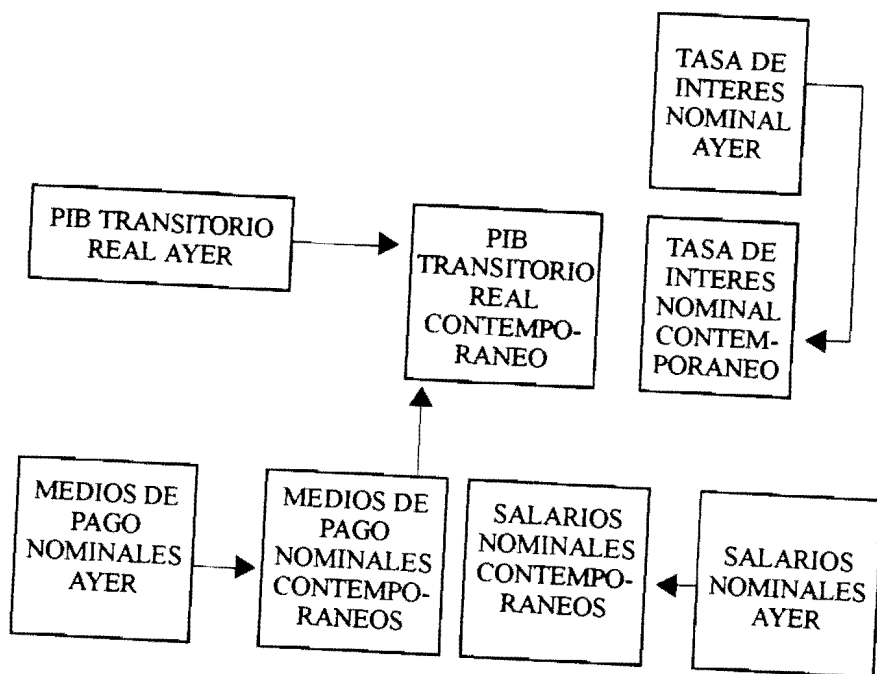 TASA DE
INTERES
NOMINAL
AYER
PIB TRANSITORIO
REAL AYER
PIB
TRANSITORIO
REAL
CONTEMPO-
RANEO
TASA DE
INTERES
NOMINAL
CONTEM-
PORANEO
MEDIOS DE
PAGO
NOMINALES
AYER
MEDIOS DE
PAGO
NOMINALES
CONTEMPO-
RANEOS
SALARIOS
NOMINALES
CONTEMPO-
RANEOS
SALARIOS
NOMINALES
AYER